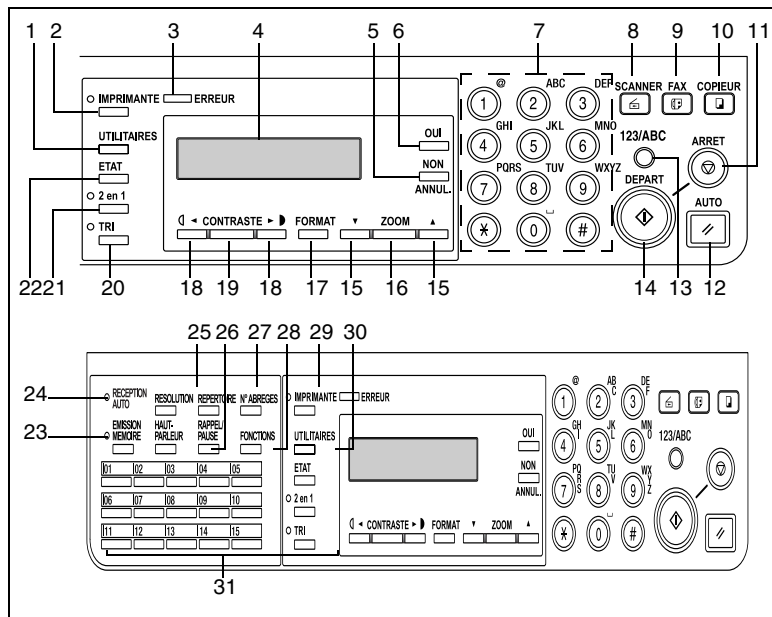 1 2 3 4 5 6 7 8 9 10 11
IMPRIMANTE ERREUR
UTILITAIRES
ETAT
2 en 1
TRI
OUI
NON
ANNUL.
CONTRASTE FORMAT ZOOM
@ ABC DEF
1 2 3
GHI JKL MNO
4 5 6
PQRS TUV WXYZ
7 8 9
* 0 #
SCANNER FAX COPIEUR
123/ABC ARRET
DEPART
AUTO
22 21 20 18 19 18 17 15 16 15 14 13 12
25 26 27 28 29 30
24
23
RECEPTION
AUTO
RESOLUTION REPERTOIRE N° ABREGES
EMISSION
MEMOIRE
HAUT-
PARLEUR
RAPPEL/
PAUSE
FONCTIONS
01 02 03 04 05
06 07 08 09 10
11 12 13 14 15
31
IMPRIMANTE ERREUR
UTILITAIRES
ETAT
2 en 1
TRI
OUI
NON
ANNUL.
CONTRASTE FORMAT ZOOM
@ ABC DEF
1 2 3
GHI JKL MNO
4 5 6
PQRS TUV WXYZ
7 8 9
* 0 #
123/ABC